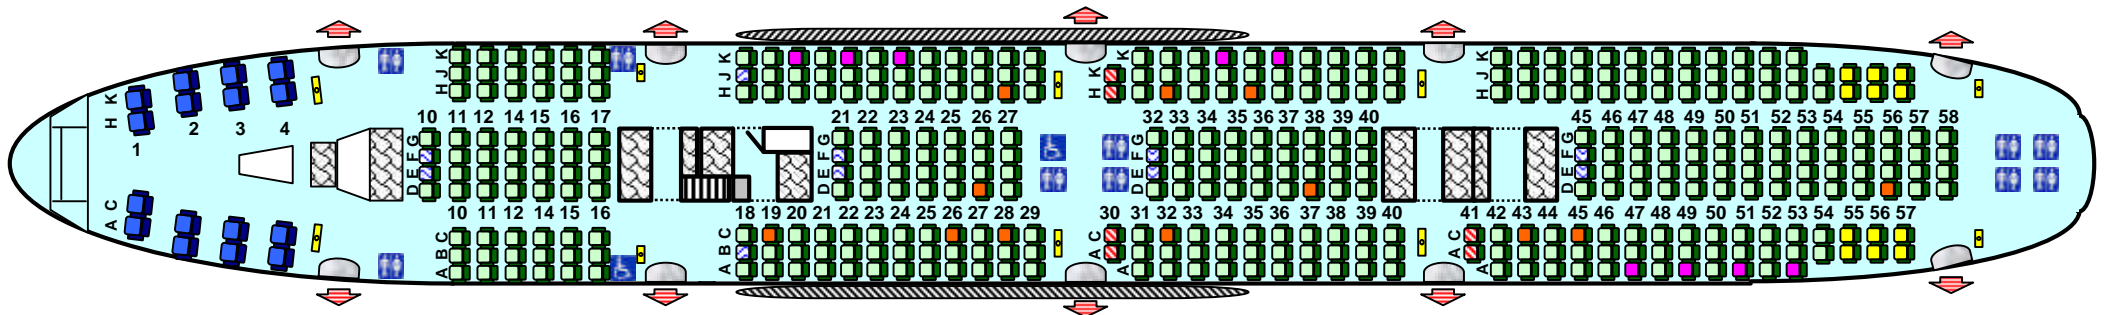 H K
1
2
3
4
A C
H J K
10 11 12 14 15 16 17
D E F G
10 11 12 14 15 16
A B C
H J K
21 22 23 24 25 26 27
D E F G
18 19 20 21 22 23 24 25 26 27 28 29
A B C
K
H K
32 33 34 35 36 37 38 39 40
D E F G
30 31 32 33 34 35 36 37 38 39 40
A C
A
H J K
45 46 47 48 49 50 51 52 53 54 55 56 57 58
D E F G
41 42 43 44 45 46 47 48 49 50 51 52 53 54 55 56 57
A C
A